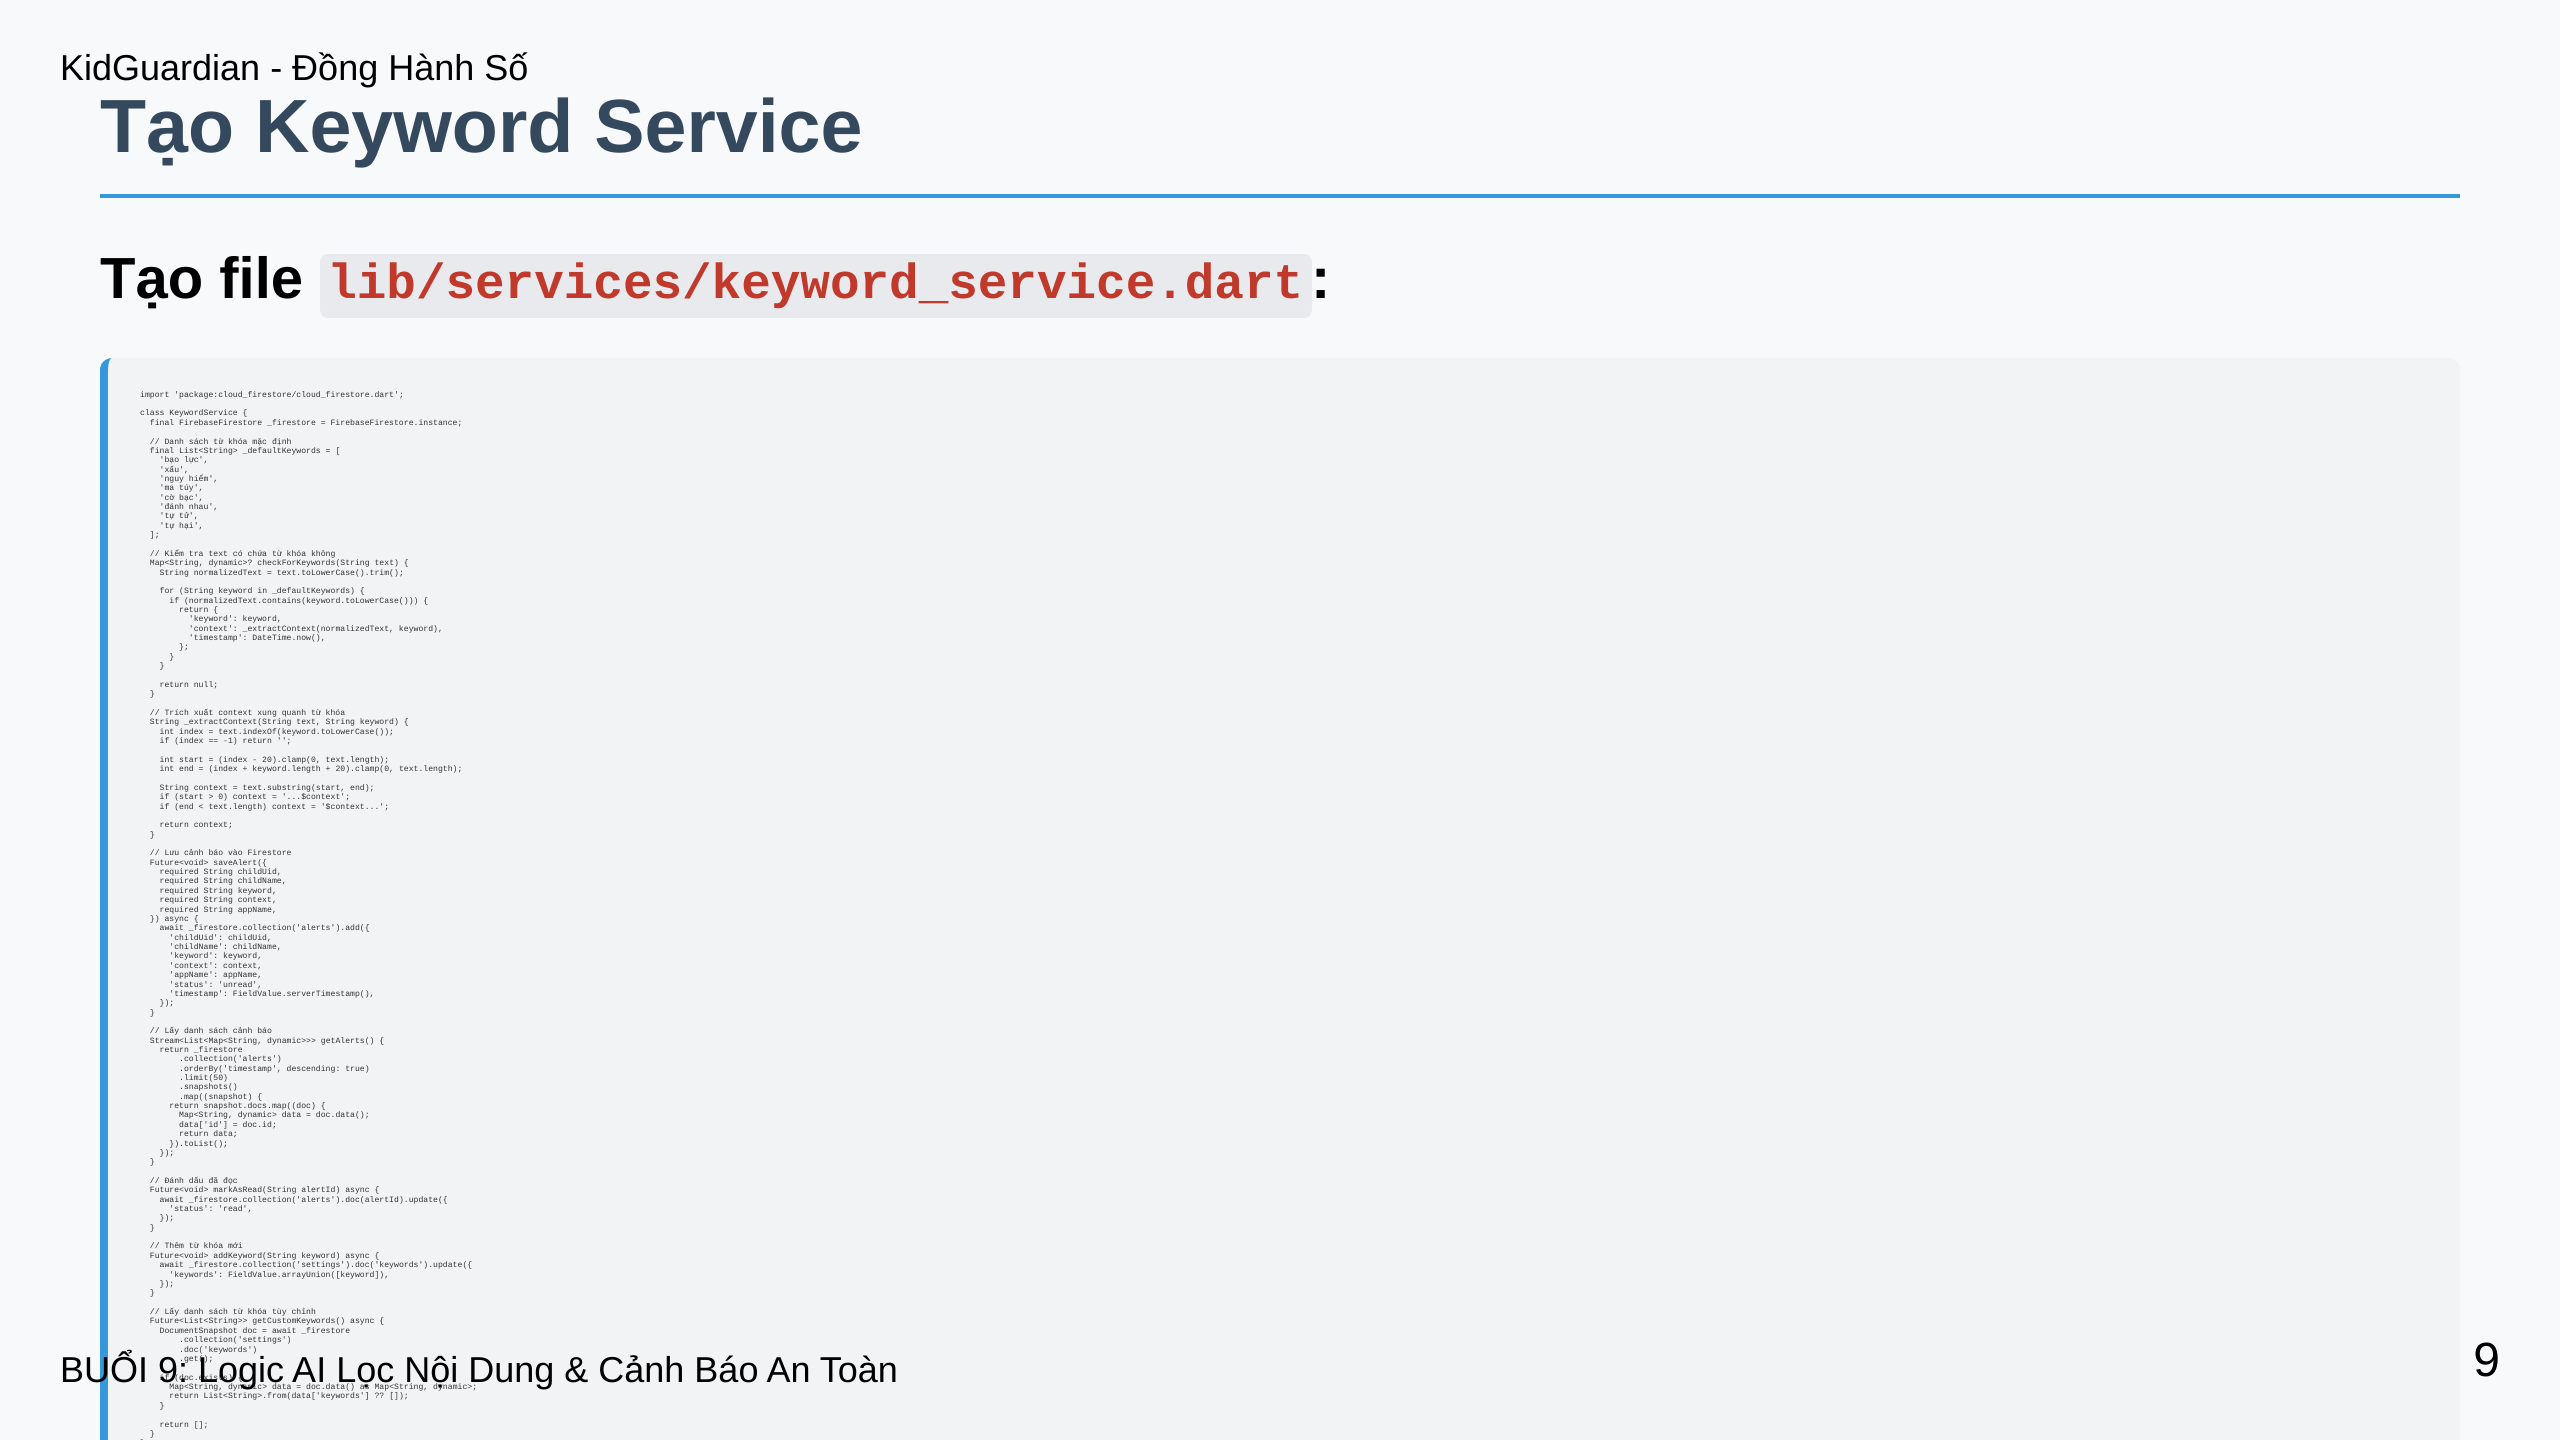 KidGuardian - Đồng Hành Số
Tạo Keyword Service
Tạo file lib/services/keyword_service.dart:
import 'package:cloud_firestore/cloud_firestore.dart';
class KeywordService {
  final FirebaseFirestore _firestore = FirebaseFirestore.instance;
  // Danh sách từ khóa mặc định
  final List<String> _defaultKeywords = [
    'bạo lực',
    'xấu',
    'nguy hiểm',
    'ma túy',
    'cờ bạc',
    'đánh nhau',
    'tự tử',
    'tự hại',
  ];
  // Kiểm tra text có chứa từ khóa không
  Map<String, dynamic>? checkForKeywords(String text) {
    String normalizedText = text.toLowerCase().trim();
    for (String keyword in _defaultKeywords) {
      if (normalizedText.contains(keyword.toLowerCase())) {
        return {
          'keyword': keyword,
          'context': _extractContext(normalizedText, keyword),
          'timestamp': DateTime.now(),
        };
      }
    }
    return null;
  }
  // Trích xuất context xung quanh từ khóa
  String _extractContext(String text, String keyword) {
    int index = text.indexOf(keyword.toLowerCase());
    if (index == -1) return '';
    int start = (index - 20).clamp(0, text.length);
    int end = (index + keyword.length + 20).clamp(0, text.length);
    String context = text.substring(start, end);
    if (start > 0) context = '...$context';
    if (end < text.length) context = '$context...';
    return context;
  }
  // Lưu cảnh báo vào Firestore
  Future<void> saveAlert({
    required String childUid,
    required String childName,
    required String keyword,
    required String context,
    required String appName,
  }) async {
    await _firestore.collection('alerts').add({
      'childUid': childUid,
      'childName': childName,
      'keyword': keyword,
      'context': context,
      'appName': appName,
      'status': 'unread',
      'timestamp': FieldValue.serverTimestamp(),
    });
  }
  // Lấy danh sách cảnh báo
  Stream<List<Map<String, dynamic>>> getAlerts() {
    return _firestore
        .collection('alerts')
        .orderBy('timestamp', descending: true)
        .limit(50)
        .snapshots()
        .map((snapshot) {
      return snapshot.docs.map((doc) {
        Map<String, dynamic> data = doc.data();
        data['id'] = doc.id;
        return data;
      }).toList();
    });
  }
  // Đánh dấu đã đọc
  Future<void> markAsRead(String alertId) async {
    await _firestore.collection('alerts').doc(alertId).update({
      'status': 'read',
    });
  }
  // Thêm từ khóa mới
  Future<void> addKeyword(String keyword) async {
    await _firestore.collection('settings').doc('keywords').update({
      'keywords': FieldValue.arrayUnion([keyword]),
    });
  }
  // Lấy danh sách từ khóa tùy chỉnh
  Future<List<String>> getCustomKeywords() async {
    DocumentSnapshot doc = await _firestore
        .collection('settings')
        .doc('keywords')
        .get();
      Map<String, dynamic> data = doc.data() as Map<String, dynamic>;
      return List<String>.from(data['keywords'] ?? []);
    }
    return [];
  }
BUỔI 9: Logic AI Lọc Nội Dung & Cảnh Báo An Toàn
9